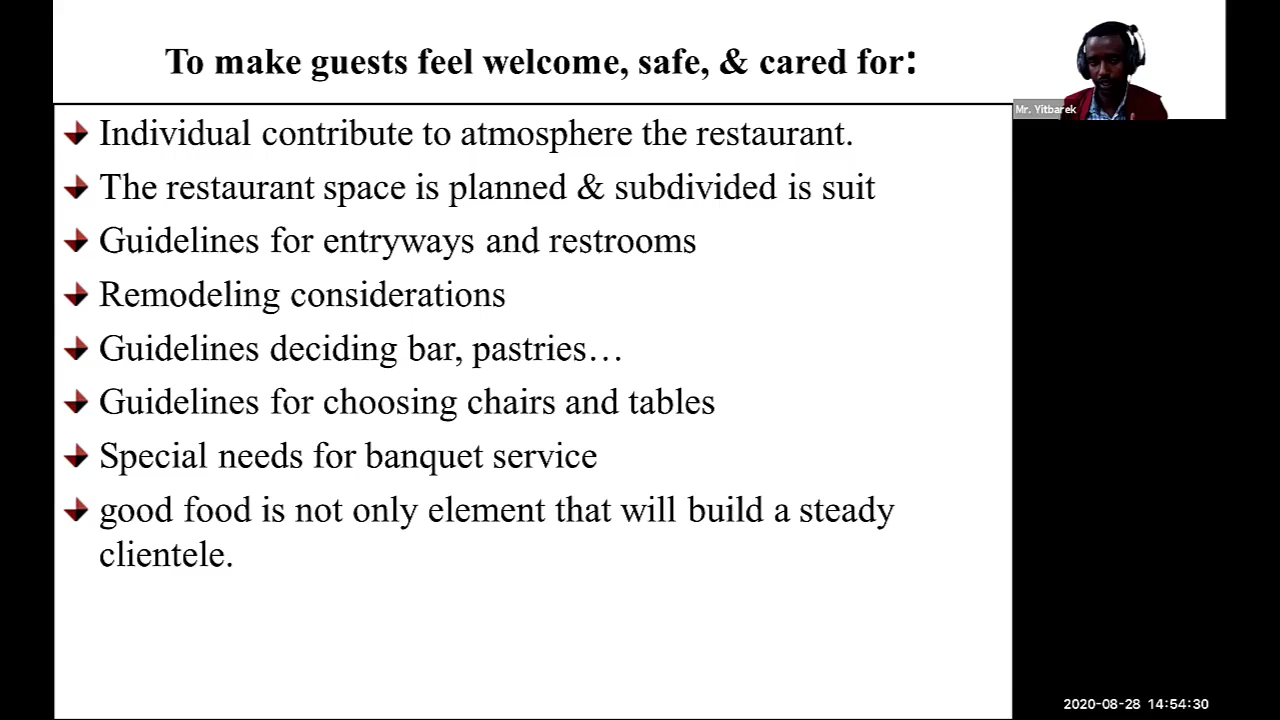 To make guests feel welcome, safe, & cared for:
Mr. Yitbarek
Individual contribute to atmosphere the restaurant.
The restaurant space is planned & subdivided is suit
Guidelines for entryways and restrooms
Remodeling considerations
Guidelines deciding bar, pastries…
Guidelines for choosing chairs and tables
Special needs for banquet service
good food is not only element that will build a steady
clientele.
2020-08-28 14:54:30